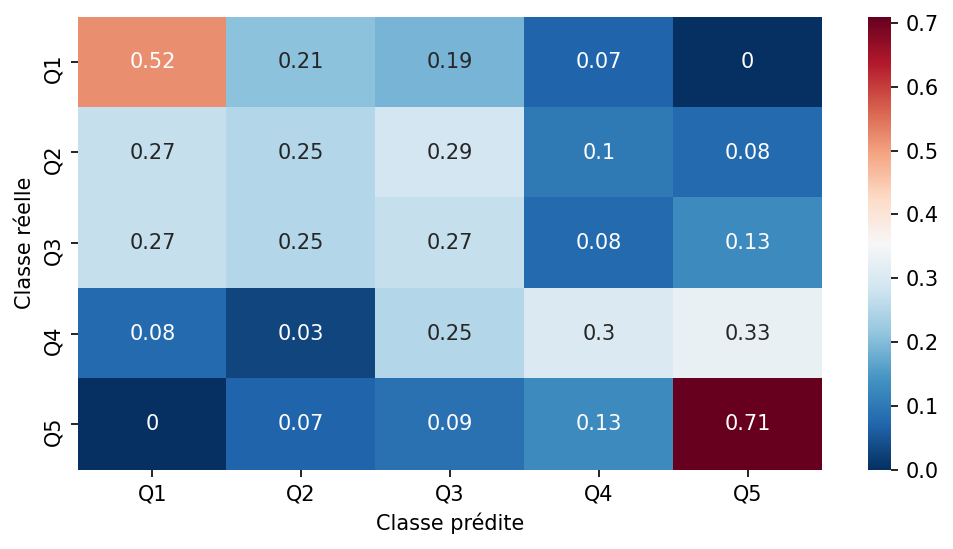 Classe réelle
Q1 0.52 0.21 0.19 0.07 0
Q2 0.27 0.25 0.29 0.1 0.08
Q3 0.27 0.25 0.27 0.08 0.13
Q4 0.08 0.03 0.25 0.3 0.33
Q5 0 0.07 0.09 0.13 0.71
Q1 Q2 Q3 Q4 Q5
Classe prédite
0.7
0.6
0.5
0.4
0.3
0.2
0.1
0.0